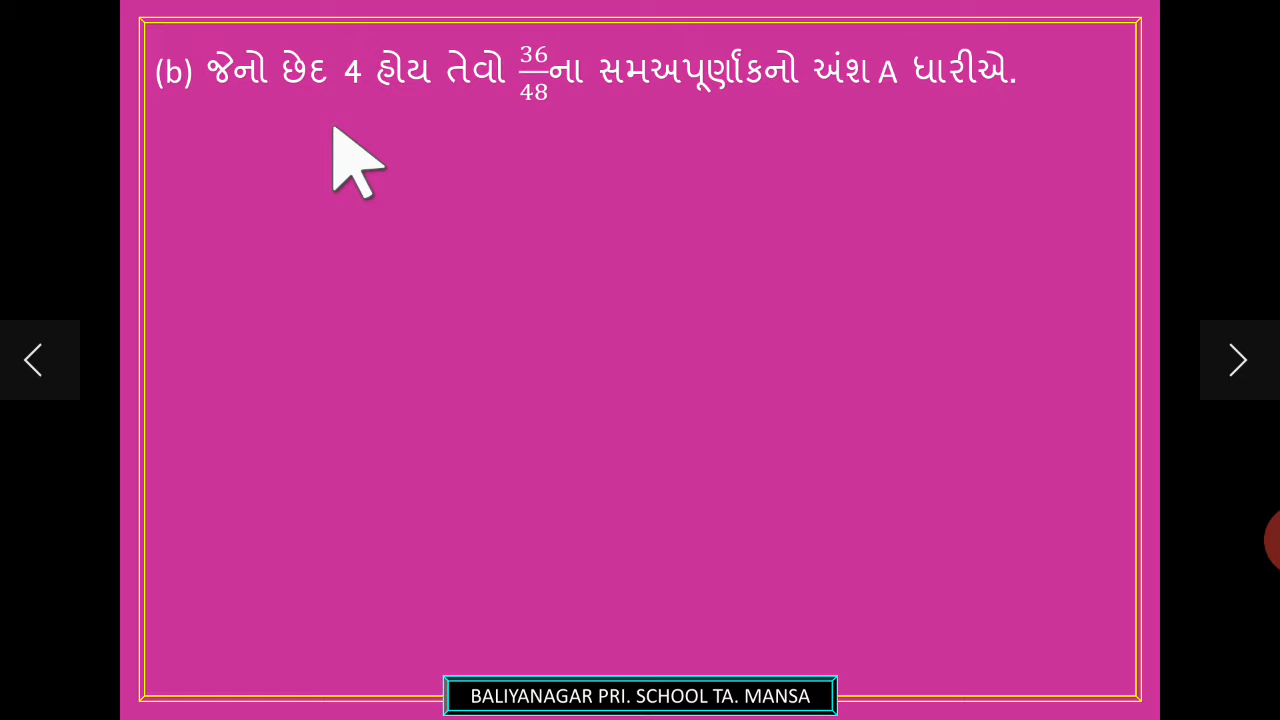 (b) જેનો છેદ 4 હોય તેવો 36/48ના સમઅપૂર્ણાંકનો અંશ A ધારીએ.
BALIYANAGAR PRI. SCHOOL TA. MANSA